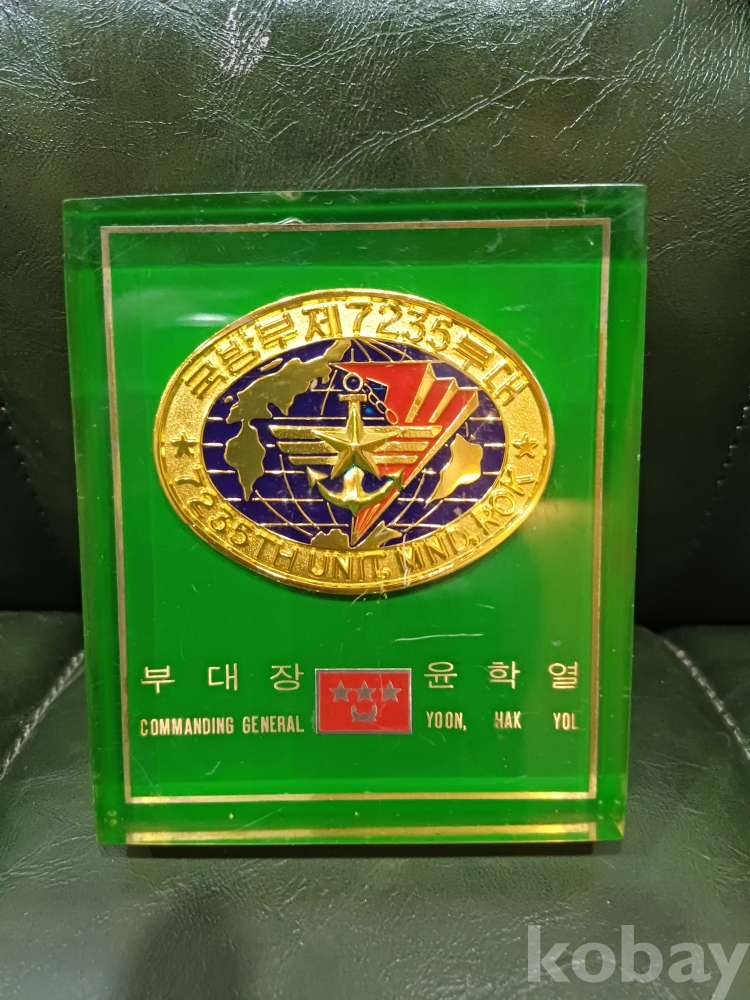 국방부제7235부대
7235TH UNIT, MND, ROK
부대장 윤학열
COMMANDING GENERAL YOON, HAK YOL
kobay